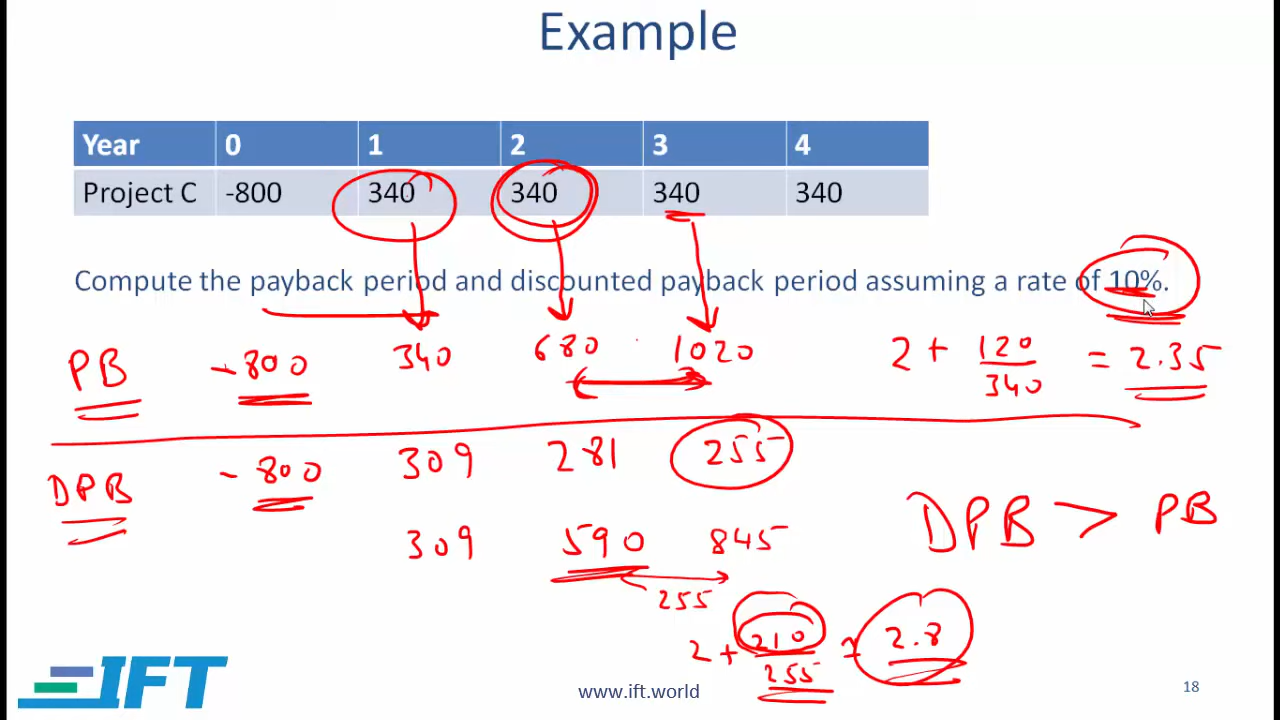 Example
Year 0 1 2 3 4
Project C -800 340 340 340 340
Compute the payback period and discounted payback period assuming a rate of 10%.
PB -800 340 680 1020 2 + 120/340 = 2.35
DPB -800 309 281 255
309 590 845 DPB > PB
255
2 + 210/255 = 2.8
IFT www.ift.world 18